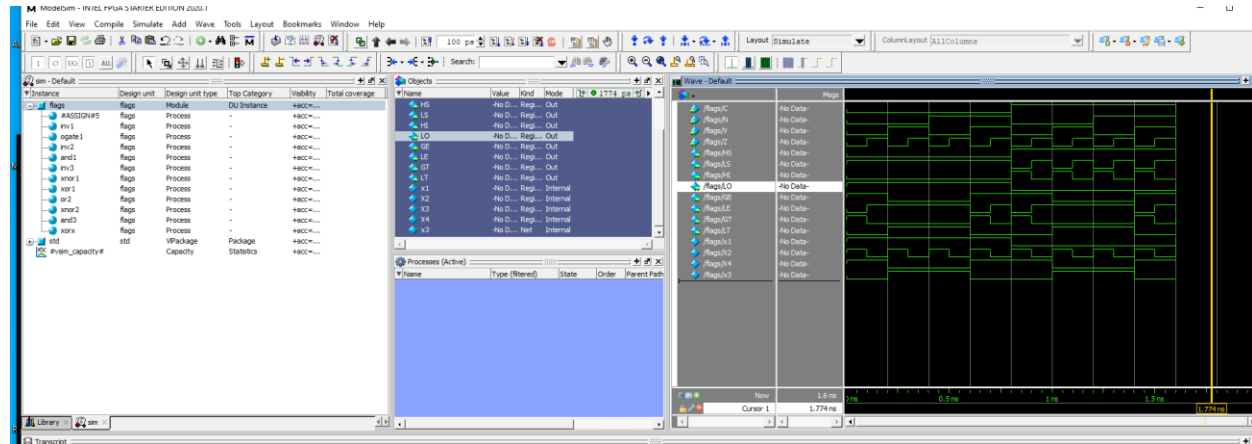 ModelSim - INTEL FPGA STARTER EDITION 2020.1
File Edit View Compile Simulate Add Wave Tools Layout Bookmarks Window Help
100 ps
Layout Simulate
ColumnLayout AllColumns
Search:
sim - Default
Instance Design unit Design unit type Top Category Visibility Total coverage
flags flags Module DU Instance +acc=...
#ASSIGN#5 flags Process - +acc=...
inv1 flags Process - +acc=...
ogate1 flags Process - +acc=...
inv2 flags Process - +acc=...
and1 flags Process - +acc=...
inv3 flags Process - +acc=...
xnor1 flags Process - +acc=...
xor1 flags Process - +acc=...
or2 flags Process - +acc=...
xnor2 flags Process - +acc=...
and3 flags Process - +acc=...
xorx flags Process - +acc=...
std std VlPackage Package +acc=...
#vsim_capacity# Capacity Statistics +acc=...
Library sim
Transcript
Objects
Name Value Kind Mode 1774 ps
HS -No D... Regi... Out
LS -No D... Regi... Out
HI -No D... Regi... Out
LO -No D... Regi... Out
GE -No D... Regi... Out
LE -No D... Regi... Out
GT -No D... Regi... Out
LT -No D... Regi... Out
x1 -No D... Regi... Internal
X2 -No D... Regi... Internal
X3 -No D... Regi... Internal
X4 -No D... Regi... Internal
x3 -No D... Net Internal
Processes (Active)
Name Type (filtered) State Order Parent Path
Wave - Default
Msgs
/flags/C -No Data-
/flags/N -No Data-
/flags/V -No Data-
/flags/Z -No Data-
/flags/HS -No Data-
/flags/LS -No Data-
/flags/HI -No Data-
/flags/LO -No Data-
/flags/GE -No Data-
/flags/LE -No Data-
/flags/GT -No Data-
/flags/LT -No Data-
/flags/x1 -No Data-
/flags/X2 -No Data-
/flags/X4 -No Data-
/flags/x3 -No Data-
Now 1.6 ns 0.5 ns 1 ns 1.5 ns
Cursor 1 1.774 ns 1.774 ns